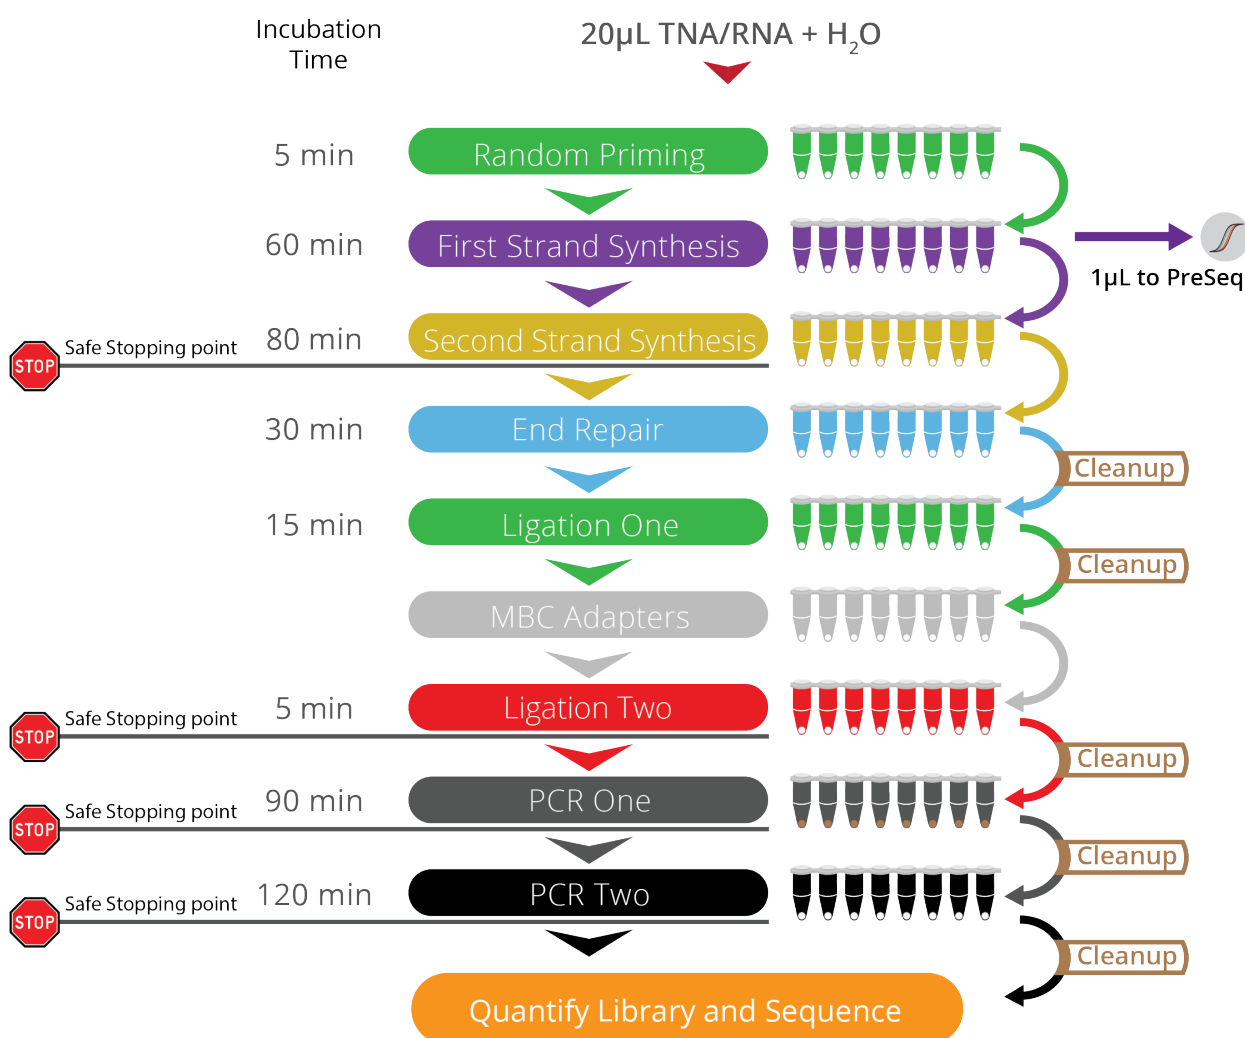 Incubation
Time
20µL TNA/RNA + H₂O
5 min
Random Priming
60 min
First Strand Synthesis
1µL to PreSeq
Safe Stopping point
80 min
Second Strand Synthesis
STOP
30 min
End Repair
Cleanup
15 min
Ligation One
Cleanup
MBC Adapters
Safe Stopping point
5 min
Ligation Two
STOP
Cleanup
Safe Stopping point
90 min
PCR One
STOP
Cleanup
Safe Stopping point
120 min
PCR Two
STOP
Cleanup
Quantify Library and Sequence